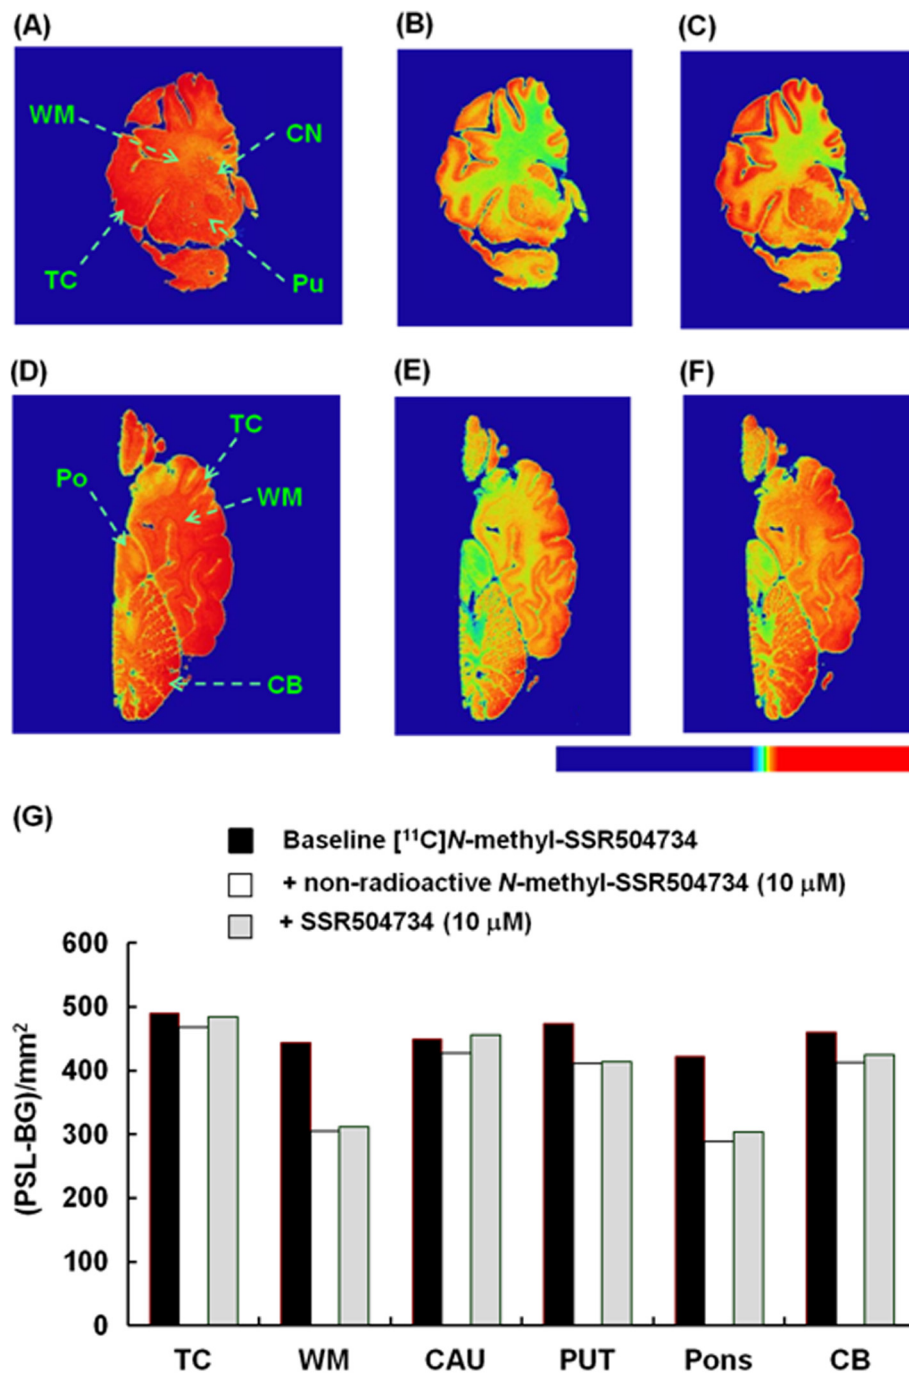 (A)
(B)
(C)
WM
CN
TC
Pu
(D)
(E)
(F)
TC
Po
WM
CB
(G)
Baseline [¹¹C]N-methyl-SSR504734
+ non-radioactive N-methyl-SSR504734 (10 μM)
+ SSR504734 (10 μM)
600
500
400
300
200
100
0
(PSL-BG)/mm²
TC WM CAU PUT Pons CB